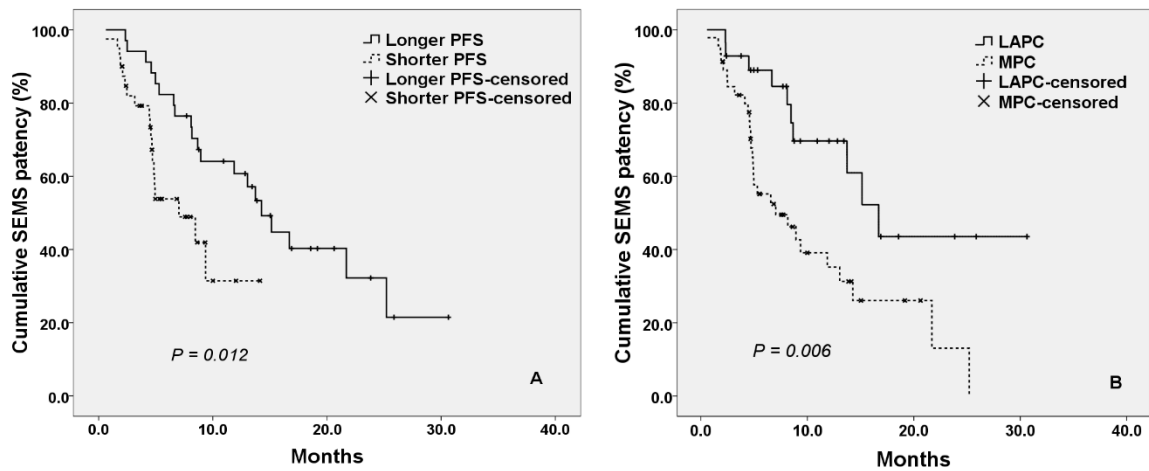 Cumulative SEMS patency (%)
100.0
80.0
60.0
40.0
20.0
0.0
Longer PFS
Shorter PFS
Longer PFS-censored
Shorter PFS-censored
P = 0.012
A
0.0 10.0 20.0 30.0 40.0
Months
Cumulative SEMS patency (%)
100.0
80.0
60.0
40.0
20.0
0.0
LAPC
MPC
LAPC-censored
MPC-censored
P = 0.006
B
0.0 10.0 20.0 30.0 40.0
Months